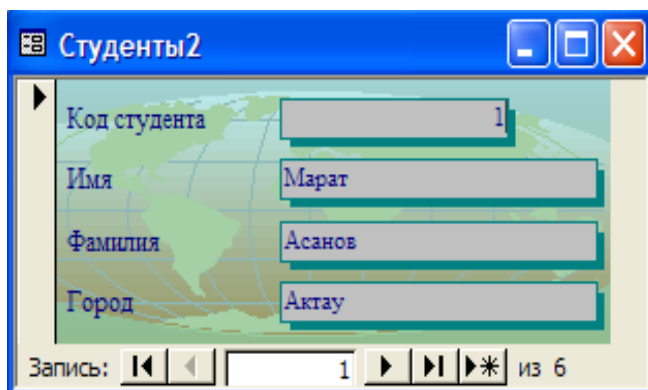 Студенты2
Код студента 1
Имя Марат
Фамилия Асанов
Город Актау
Запись: 1 из 6